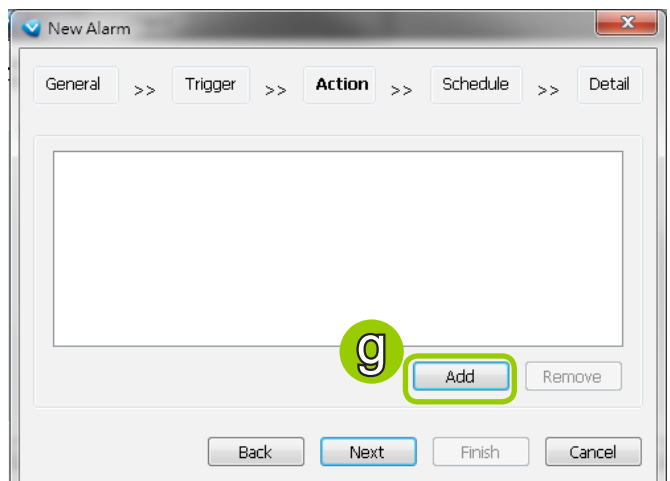 New Alarm
General >> Trigger >> Action >> Schedule >> Detail
g
Add Remove
Back Next Finish Cancel